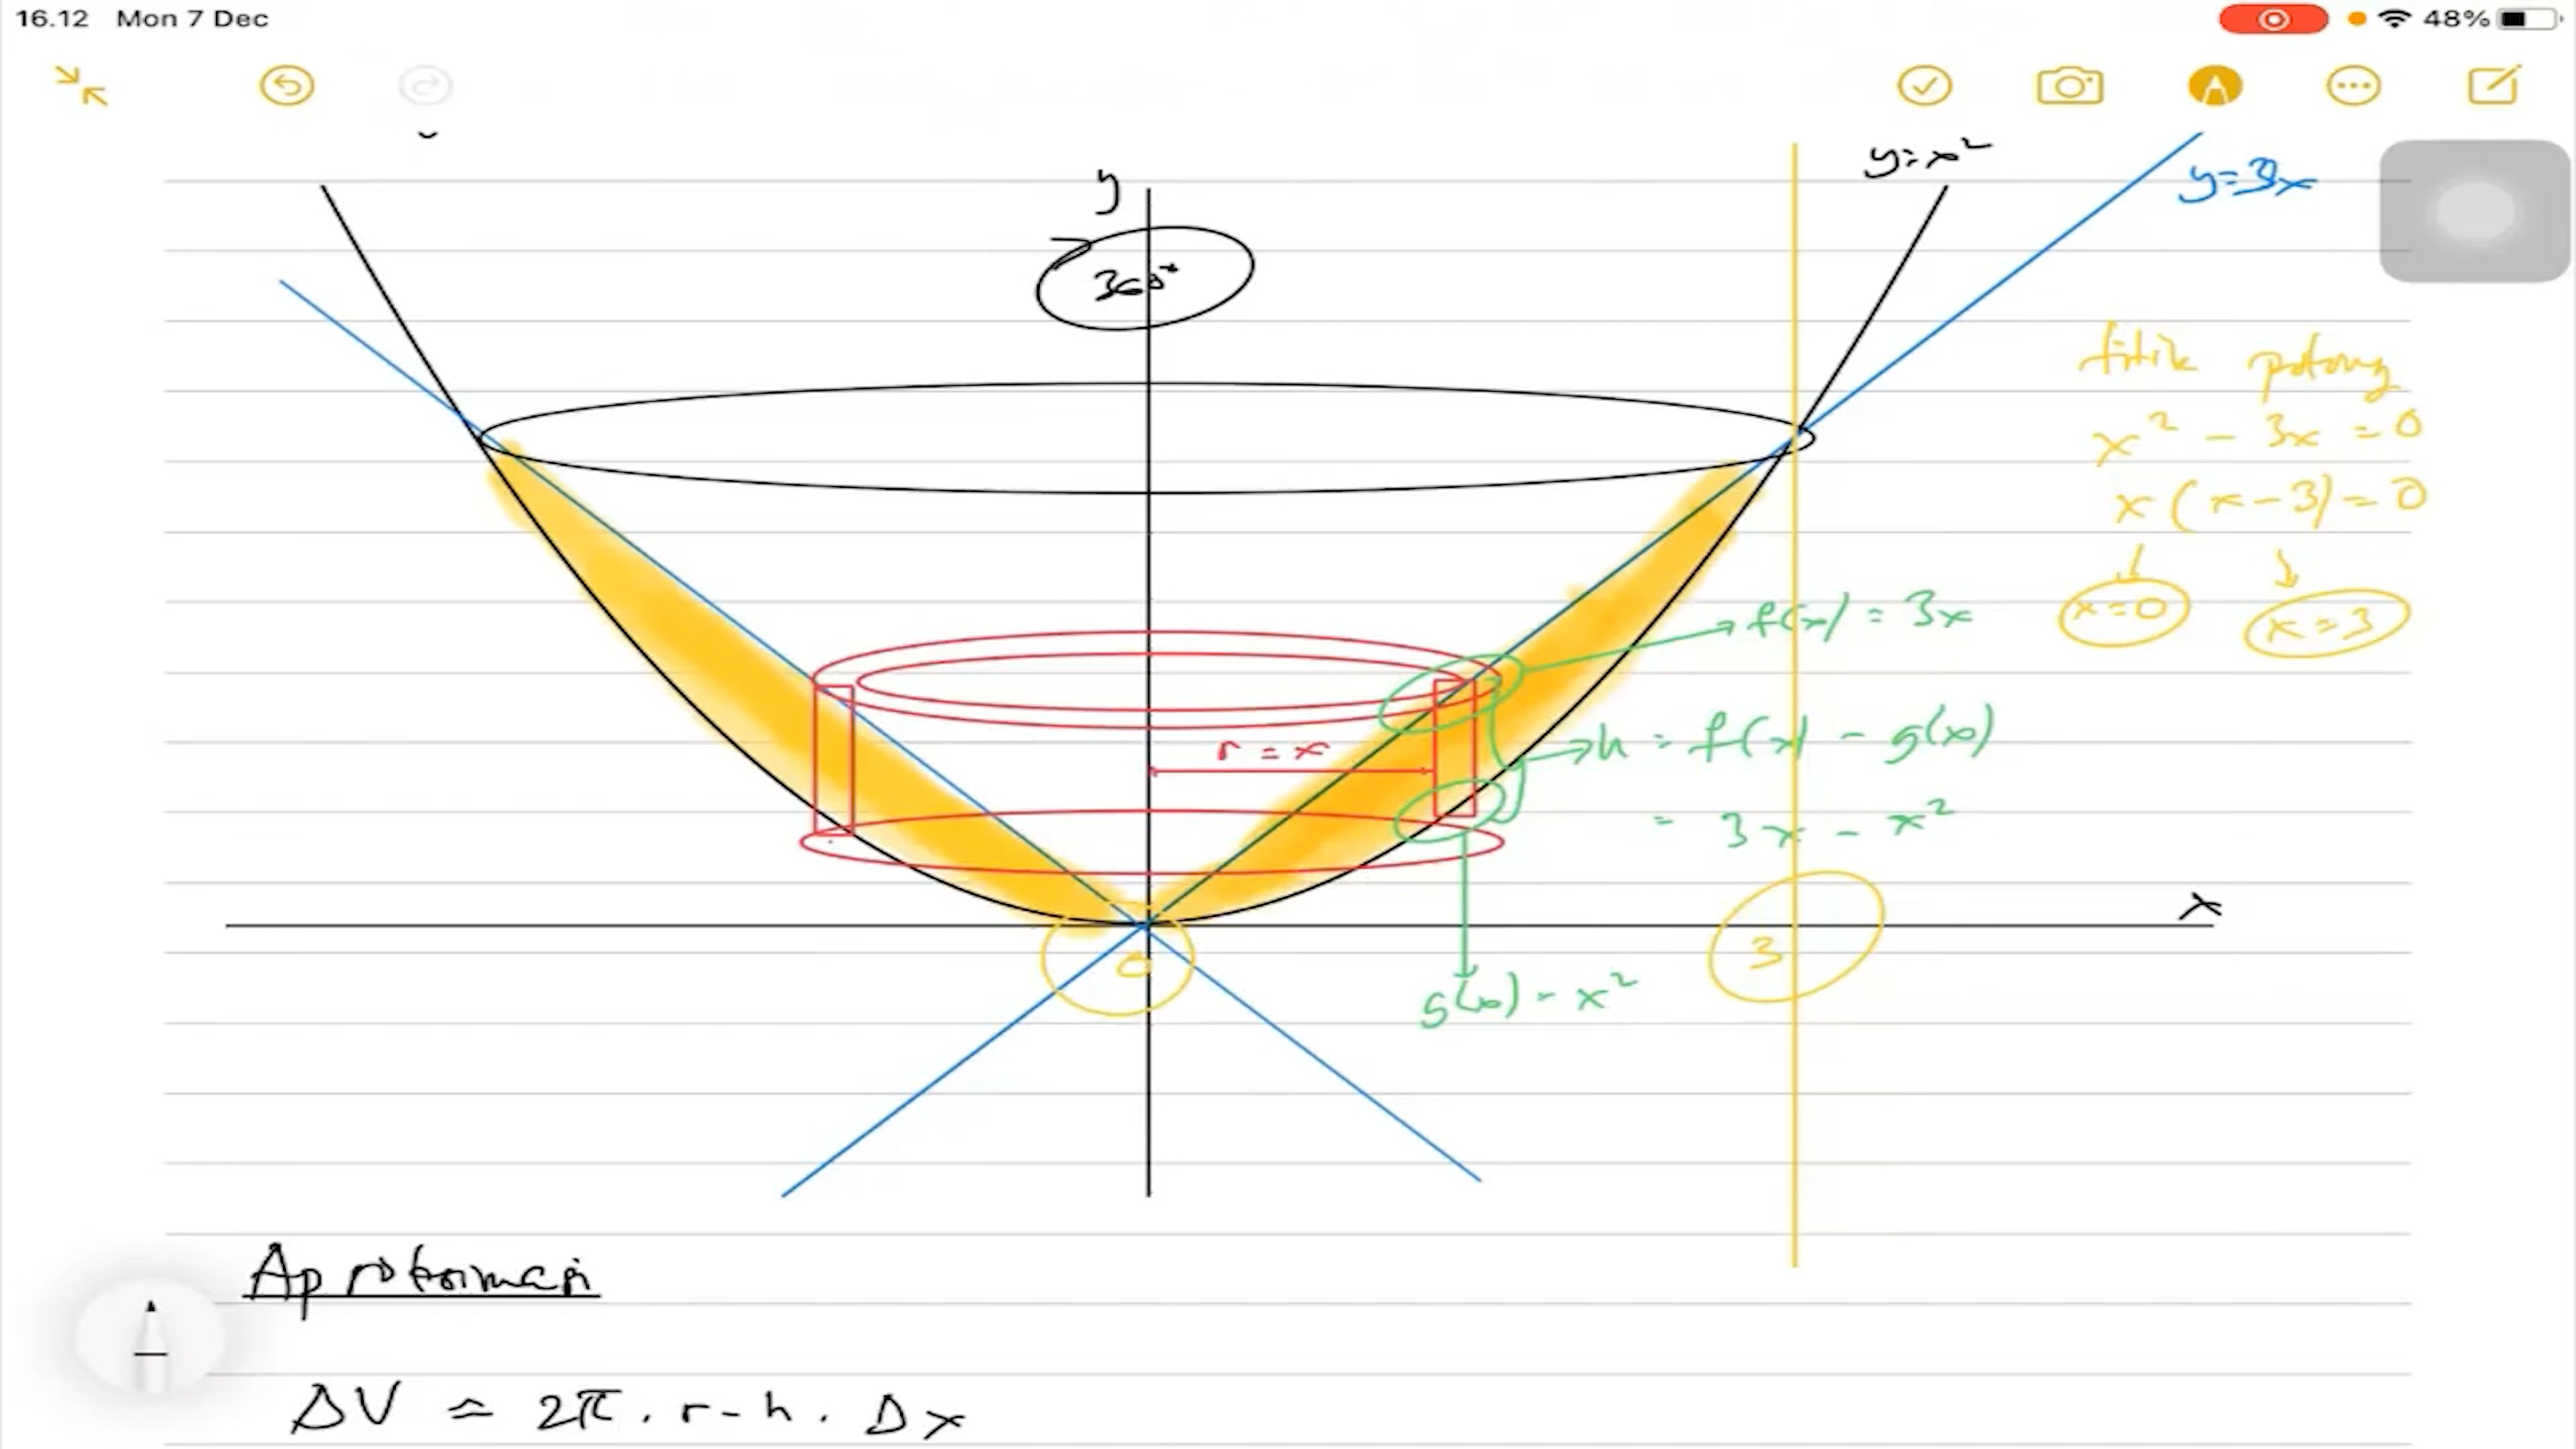 16.12 Mon 7 Dec 48%
y
y=x²
y=3x
360°
titik potong
x² - 3x = 0
x(x-3) = 0
x=0 x=3
f(x) = 3x
r = x
h = f(x) - g(x)
= 3x - x²
x
0
3
g(x) = x²
ΔV ≈ 2π . r - h . Δx